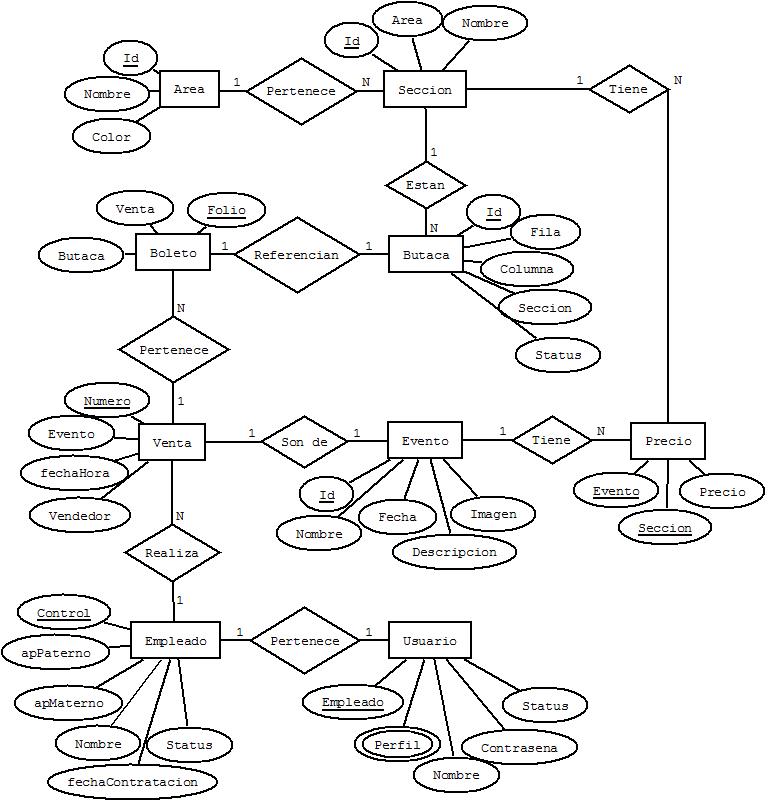 Id
Area
Nombre
Id
Nombre
Color
Area
1
Pertenece
N
Seccion
1
Tiene
N
1
Estan
N
Venta
Folio
Butaca
Boleto
1
Referencian
1
Butaca
Id
Fila
Columna
Seccion
Status
N
Pertenece
1
Numero
Evento
fechaHora
Vendedor
Venta
1
Son de
1
Evento
1
Tiene
N
Precio
Id
Nombre
Fecha
Descripcion
Imagen
Evento
Seccion
Precio
N
Realiza
1
Control
apPaterno
apMaterno
Nombre
fechaContratacion
Status
Empleado
1
Pertenece
1
Usuario
Empleado
Perfil
Nombre
Contrasena
Status